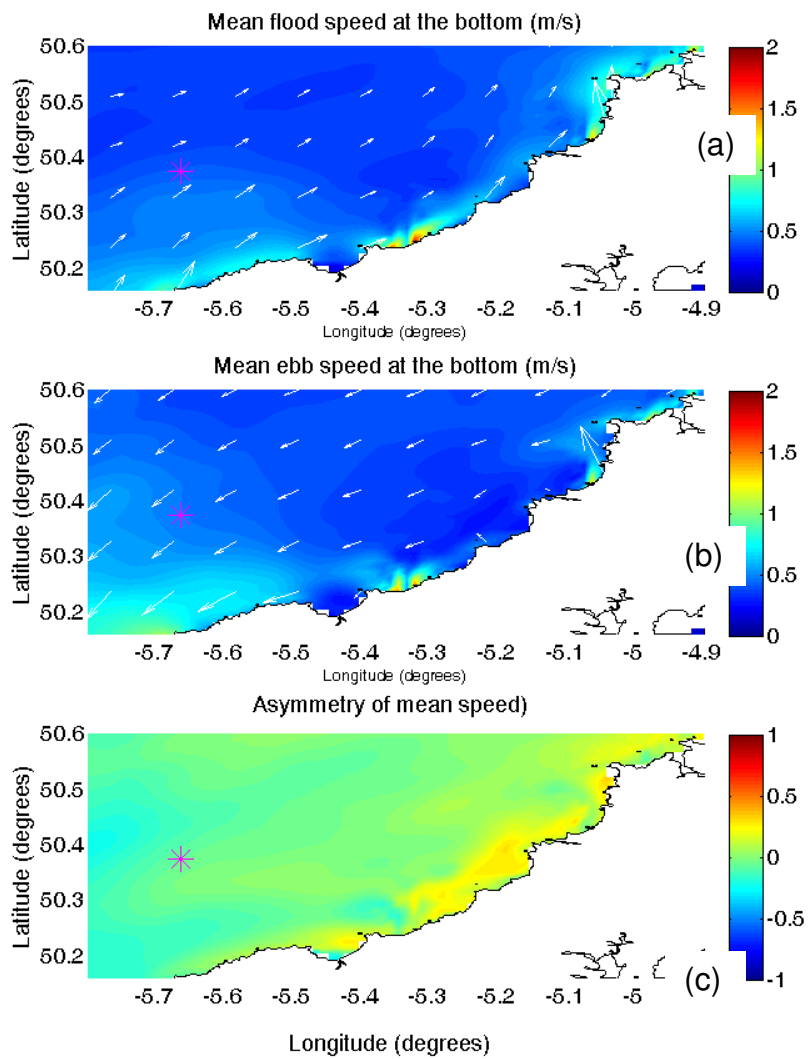 Mean flood speed at the bottom (m/s)
50.6
50.5
50.4
50.3
50.2
Latitude (degrees)
-5.7 -5.6 -5.5 -5.4 -5.3 -5.2 -5.1 -5 -4.9
Longitude (degrees)
2
1.5
1
0.5
0
(a)
Mean ebb speed at the bottom (m/s)
50.6
50.5
50.4
50.3
50.2
Latitude (degrees)
-5.7 -5.6 -5.5 -5.4 -5.3 -5.2 -5.1 -5 -4.9
Longitude (degrees)
2
1.5
1
0.5
0
(b)
Asymmetry of mean speed)
50.6
50.5
50.4
50.3
50.2
Latitude (degrees)
-5.7 -5.6 -5.5 -5.4 -5.3 -5.2 -5.1 -5 -4.9
Longitude (degrees)
1
0.5
0
-0.5
-1
(c)